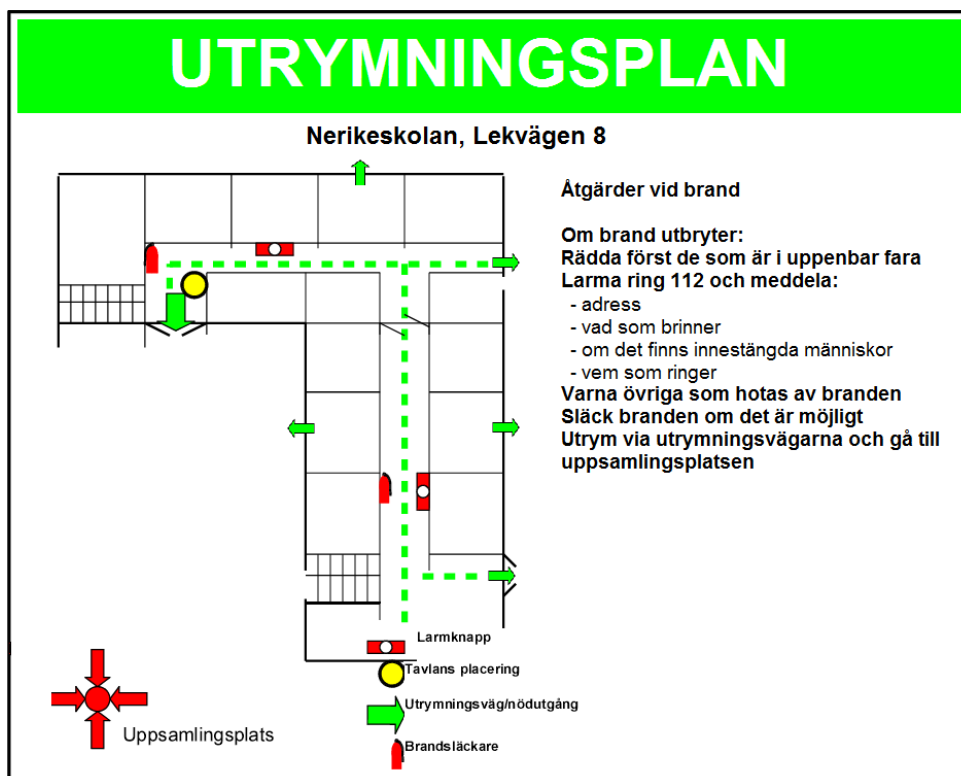 UTRYMNINGSPLAN
Nerikeskolan, Lekvägen 8
Åtgärder vid brand
Om brand utbryter:
Rädda först de som är i uppenbar fara
Larma ring 112 och meddela:
- adress
- vad som brinner
- om det finns innestängda människor
- vem som ringer
Varna övriga som hotas av branden
Släck branden om det är möjligt
Utrym via utrymningsvägarna och gå till
uppsamlingsplatsen
Larmknapp
Tavlans placering
Utrymningsväg/nödutgång
Brandsläckare
Uppsamlingsplats